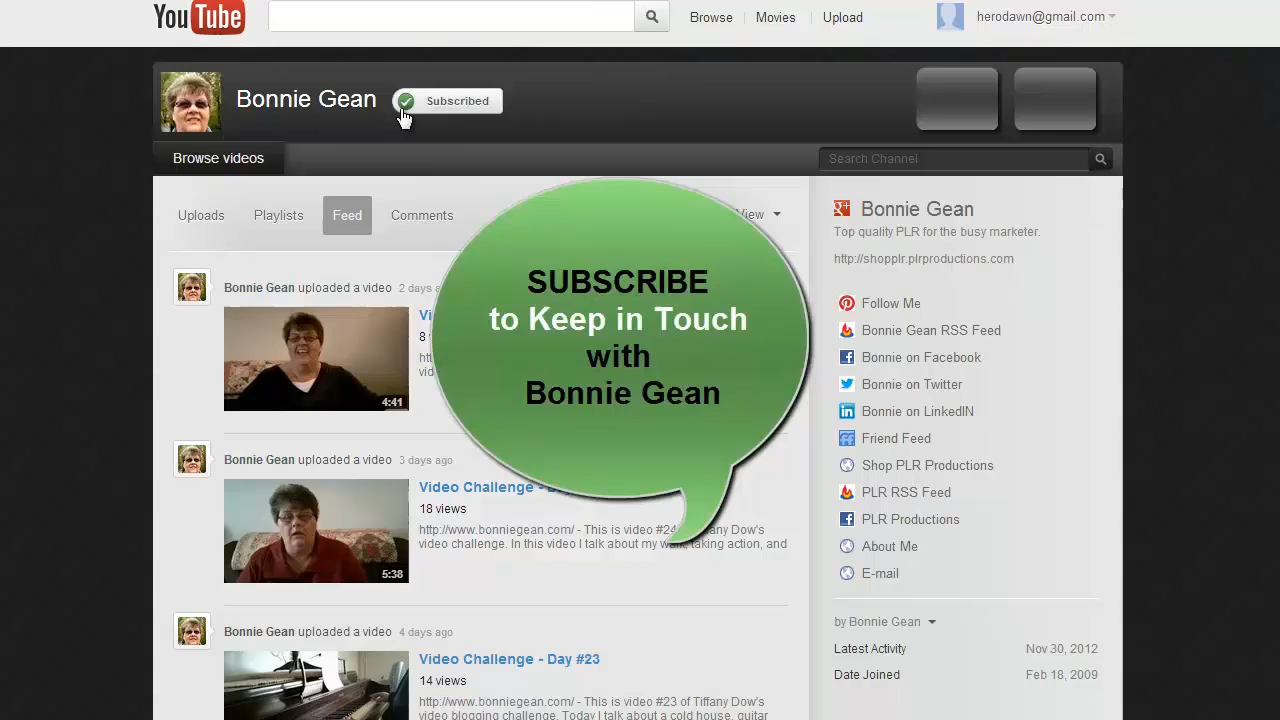 YouTube
Browse
Movies
Upload
herodawn@gmail.com
Bonnie Gean
Subscribed
Browse videos
Search Channel
Uploads
Playlists
Feed
Comments
View
SUBSCRIBE
to Keep in Touch
with
Bonnie Gean
Bonnie Gean uploaded a video 2 days
8
4:41
Bonnie Gean uploaded a video 3 days ago
Video Challenge -
18 views
http://www.bonniegean.com/ - This is video #24 Tiffany Dow's
video challenge. In this video I talk about my walk, taking action, and
5:38
Bonnie Gean uploaded a video 4 days ago
Video Challenge - Day #23
14 views
http://www.bonniegean.com/ - This is video #23 of Tiffany Dow's
video blogging challenge. Today I talk about a cold house, guitar
Bonnie Gean
Top quality PLR for the busy marketer.
http://shopplr.plrproductions.com
Follow Me
Bonnie Gean RSS Feed
Bonnie on Facebook
Bonnie on Twitter
Bonnie on LinkedIN
Friend Feed
Shop PLR Productions
PLR RSS Feed
PLR Productions
About Me
E-mail
by Bonnie Gean
Latest Activity Nov 30, 2012
Date Joined Feb 18, 2009